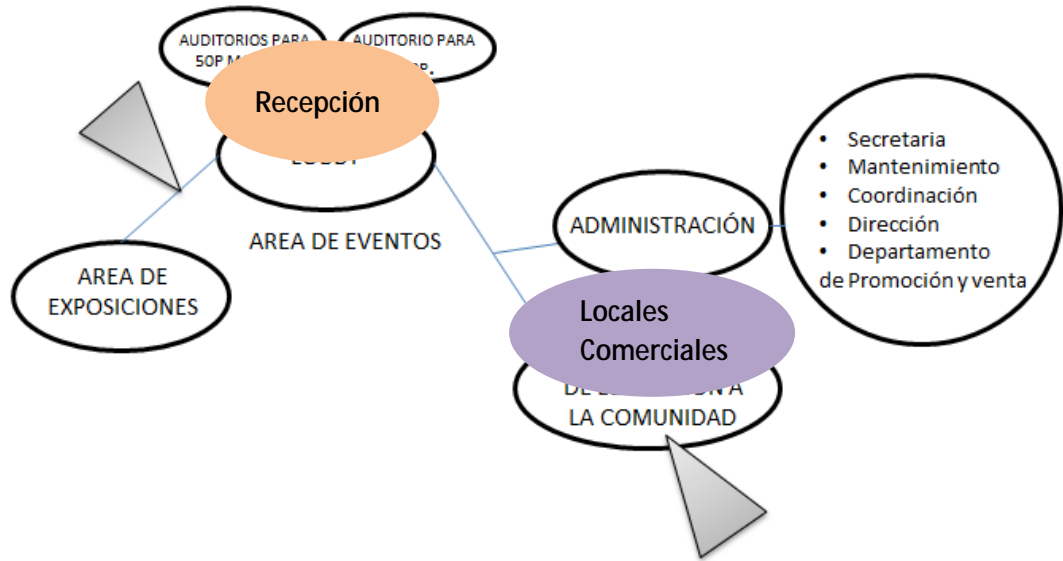 AUDITORIOS PARA
50P
AUDITORIO PARA
Recepción
AREA DE EVENTOS
AREA DE
EXPOSICIONES
ADMINISTRACIÓN
• Secretaria
• Mantenimiento
• Coordinación
• Dirección
• Departamento
de Promoción y venta
Locales
Comerciales
LA COMUNIDAD